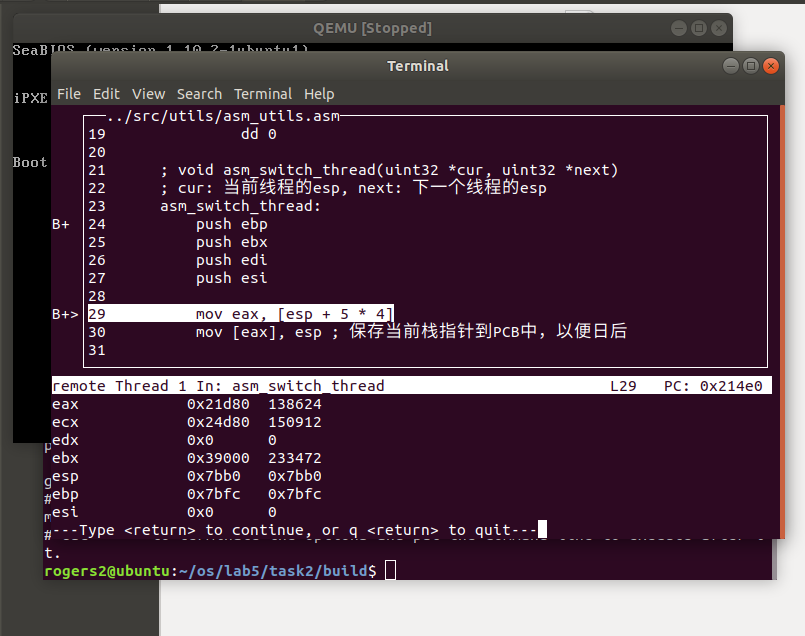 QEMU [Stopped]
SeaBIOS (version 1.10.2-1ubuntu1)
Terminal
iPXE
File Edit View Search Terminal Help
../src/utils/asm_utils.asm
19 dd 0
20
Boot
21 ; void asm_switch_thread(uint32 *cur, uint32 *next)
22 ; cur: 当前线程的esp, next: 下一个线程的esp
23 asm_switch_thread:
B+ 24 push ebp
25 push ebx
26 push edi
27 push esi
28
B+> 29 mov eax, [esp + 5 * 4]
30 mov [eax], esp ; 保存当前栈指针到PCB中，以便日后
31
remote Thread 1 In: asm_switch_thread L29 PC: 0x214e0
eax 0x21d80 138624
ecx 0x24d80 150912
edx 0x0 0
ebx 0x39000 233472
esp 0x7bb0 0x7bb0
ebp 0x7bfc 0x7bfc
esi 0x0 0
---Type <return> to continue, or q <return> to quit---
t.
rogers2@ubuntu:~/os/lab5/task2/build$